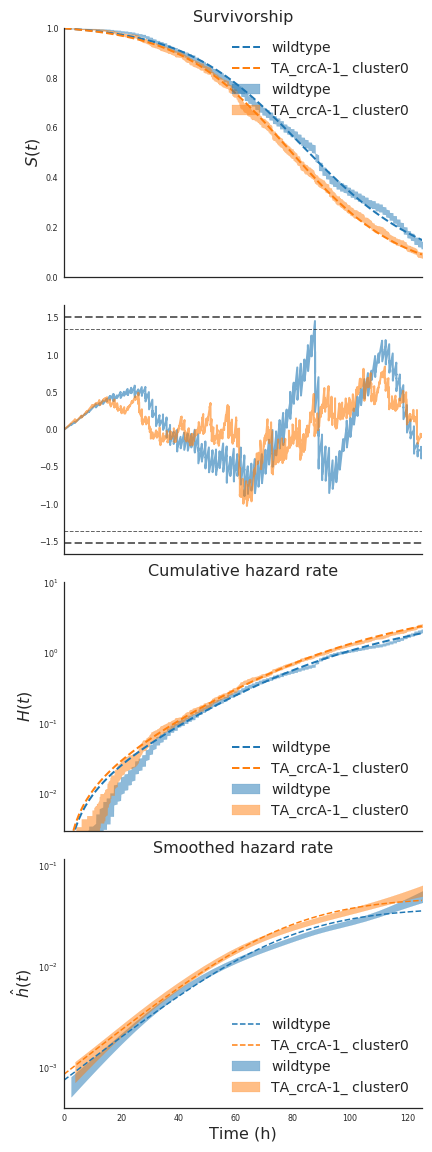 Survivorship
1.0
0.8
0.6
0.4
0.2
0.0
S(t)
wildtype
TA_crcA-1_ cluster0
wildtype
TA_crcA-1_ cluster0
1.5
1.0
0.5
0.0
−0.5
−1.0
−1.5
Cumulative hazard rate
10¹
10⁰
10⁻¹
10⁻²
H(t)
wildtype
TA_crcA-1_ cluster0
wildtype
TA_crcA-1_ cluster0
Smoothed hazard rate
10⁻¹
10⁻²
10⁻³
ĥ(t)
wildtype
TA_crcA-1_ cluster0
wildtype
TA_crcA-1_ cluster0
0 20 40 60 80 100 120
Time (h)